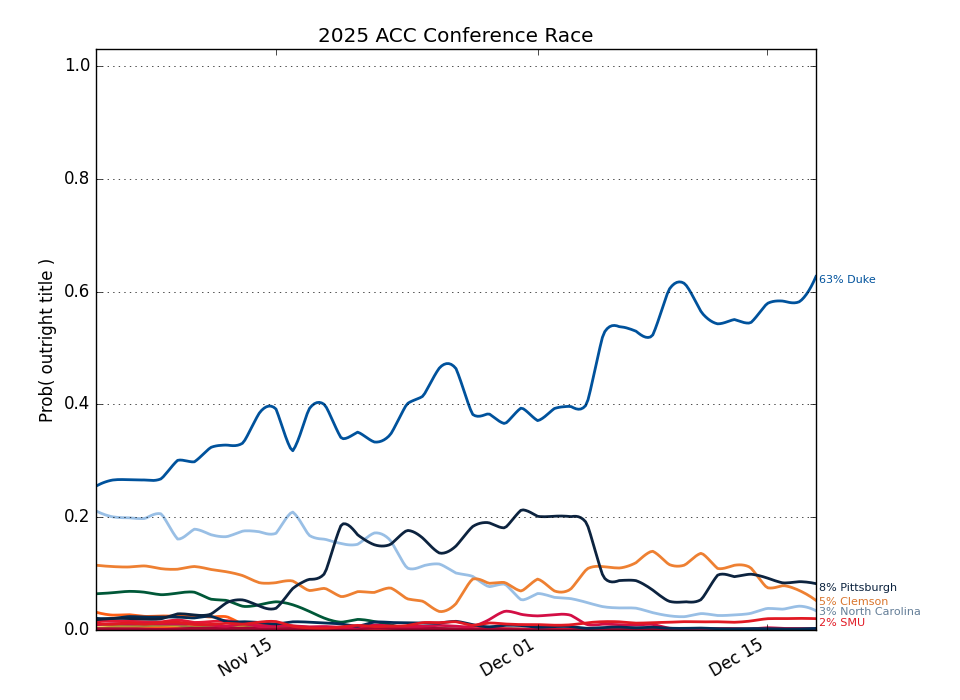 2025 ACC Conference Race
1.0
0.8
0.6
0.4
0.2
0.0
Prob( outright title )
63% Duke
8% Pittsburgh
5% Clemson
3% North Carolina
2% SMU
Nov 15
Dec 01
Dec 15